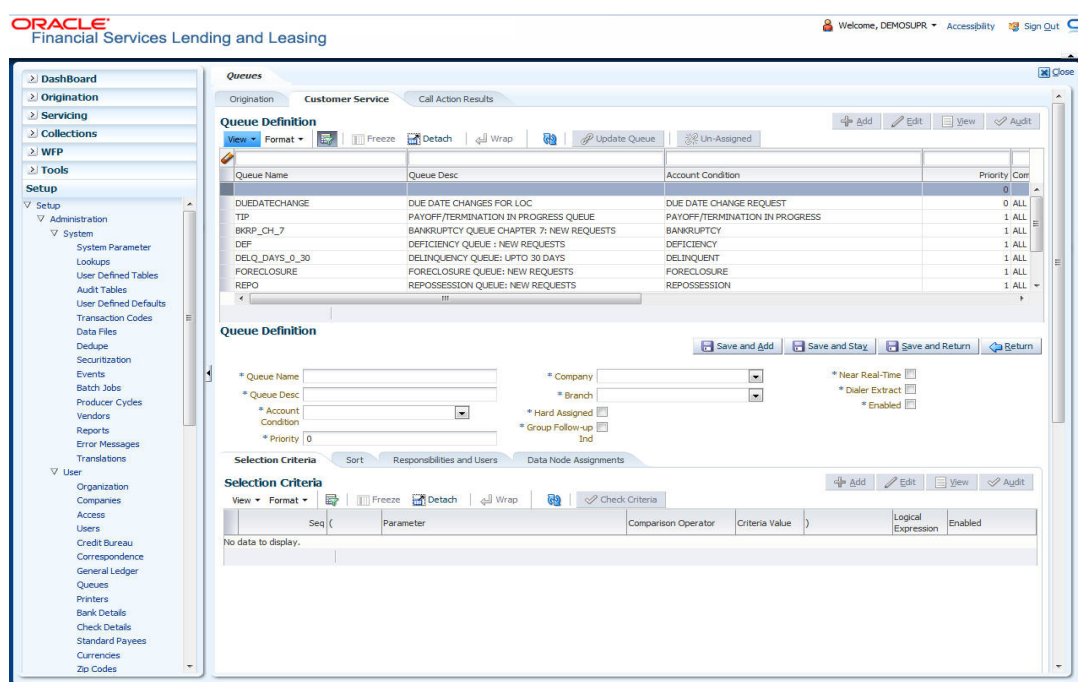 ORACLE
Financial Services Lending and Leasing
Welcome, DEMOSUPR
Accessibility
Sign Out
DashBoard
Origination
Servicing
Collections
WFP
Tools
Setup
Setup
Administration
System
System Parameter
Lookups
User Defined Tables
Audit Tables
User Defined Defaults
Transaction Codes
Data Files
Dedupe
Securitization
Events
Batch Jobs
Producer Cycles
Vendors
Reports
Error Messages
Translations
User
Organization
Companies
Access
Users
Credit Bureau
Correspondence
General Ledger
Queues
Printers
Bank Details
Check Details
Standard Payees
Currencies
Zip Codes
Queues
Close
Origination Customer Service Call Action Results
Queue Definition
Add Edit View Audit
View Format Freeze Detach Wrap Update Queue Un-Assigned
Queue Name Queue Desc Account Condition Priority Com
0
DUEDATECHANGE DUE DATE CHANGES FOR LOC DUE DATE CHANGE REQUEST 0 ALL
TIP PAYOFF/TERMINATION IN PROGRESS QUEUE PAYOFF/TERMINATION IN PROGRESS 1 ALL
BKRP_CH_7 BANKRUPTCY QUEUE CHAPTER 7: NEW REQUESTS BANKRUPTCY 1 ALL
DEF DEFICIENCY QUEUE : NEW REQUESTS DEFICIENCY 1 ALL
DELQ_DAYS_0_30 DELINQUENCY QUEUE: UPTO 30 DAYS DELINQUENT 1 ALL
FORECLOSURE FORECLOSURE QUEUE: NEW REQUESTS FORECLOSURE 1 ALL
REPO REPOSSESSION QUEUE: NEW REQUESTS REPOSSESSION 1 ALL
Queue Definition
Save and Add Save and Stay Save and Return Return
* Queue Name
* Queue Desc
* Account Condition
* Priority 0
* Company
* Branch
* Hard Assigned
* Group Follow-up Ind
* Near Real-Time
* Dialer Extract
* Enabled
Selection Criteria Sort Responsibilities and Users Data Node Assignments
Selection Criteria
Add Edit View Audit
View Format Freeze Detach Wrap Check Criteria
Seq ( Parameter Comparison Operator Criteria Value ) Logical Expression Enabled
No data to display.